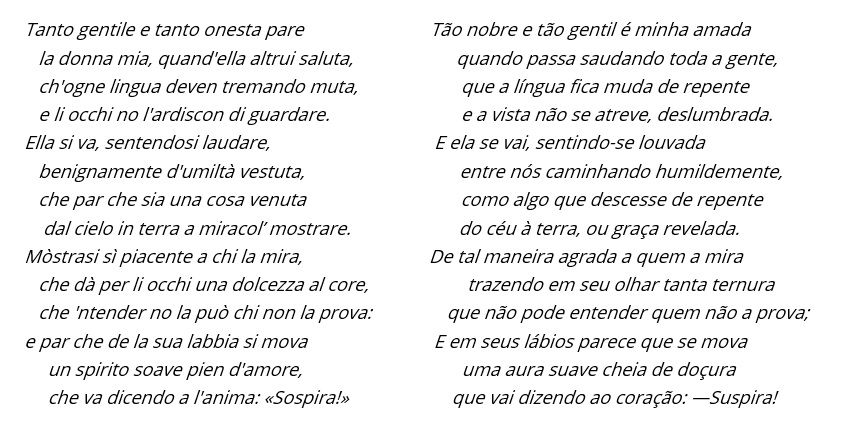 Tanto gentile e tanto onesta pare
la donna mia, quand'ella altrui saluta,
ch'ogne lingua deven tremando muta,
e li occhi no l'ardiscon di guardare.
Ella si va, sentendosi laudare,
benignamente d'umiltà vestuta,
che par che sia una cosa venuta
dal cielo in terra a miracol’ mostrare.
Mòstrasi sì piacente a chi la mira,
che dà per li occhi una dolcezza al core,
che 'ntender no la può chi non la prova:
e par che de la sua labbia si mova
un spirito soave pien d'amore,
che va dicendo a l'anima: «Sospira!»
Tão nobre e tão gentil é minha amada
quando passa saudando toda a gente,
que a língua fica muda de repente
e a vista não se atreve, deslumbrada.
E ela se vai, sentindo-se louvada
entre nós caminhando humildemente,
como algo que descesse de repente
do céu à terra, ou graça revelada.
De tal maneira agrada a quem a mira
trazendo em seu olhar tanta ternura
que não pode entender quem não a prova;
E em seus lábios parece que se mova
uma aura suave cheia de doçura
que vai dizendo ao coração: —Suspira!